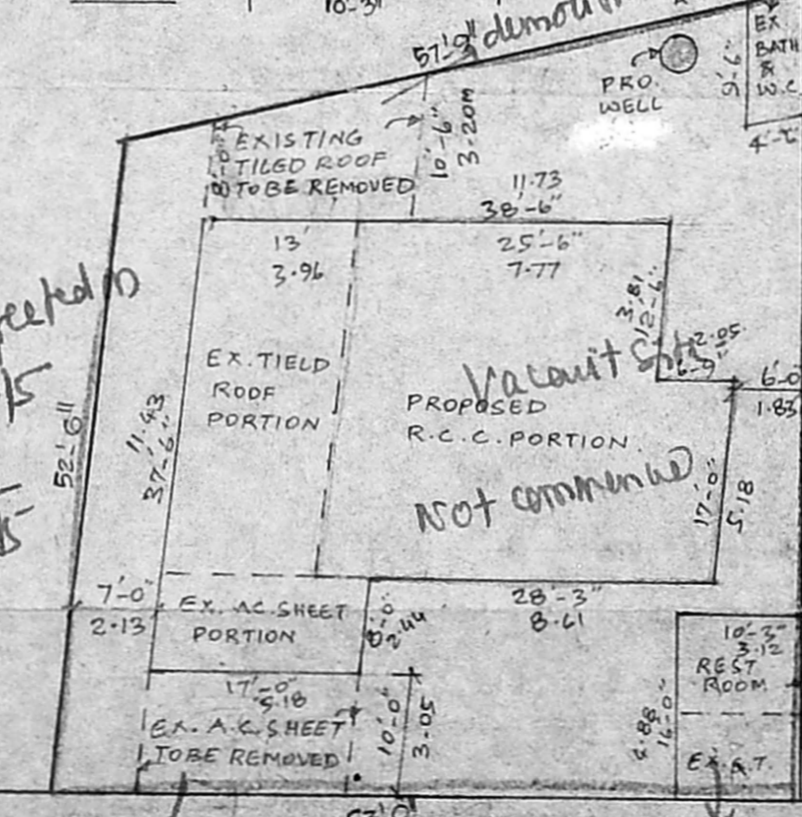 57'-9" demolit
EX.
BATH
&
W.C.
9'-6"
PRO.
WELL
EXISTING
TILED ROOF
TO BE REMOVED
10'-6"
3.20M
11.73
38'-6"
13'
3.96
25'-6"
7.77
3.81
12'-6"
2.05
6'-9"
6'-0
1.83
EX. TIELD
ROOF
PORTION
Vacant Site
PROPOSED
R.C.C. PORTION
Not commence
11.43
37'-6"
52'-6"
17'-0"
5.18
7'-0"
2.13
EX. A.C. SHEET
PORTION
8'-0"
2.44
28'-3"
8.61
10'-3"
3.12
REST
ROOM
17'-0"
5.18
EX. A.C. SHEET
TO BE REMOVED
10'-0"
3.05
4.88
16'-0"